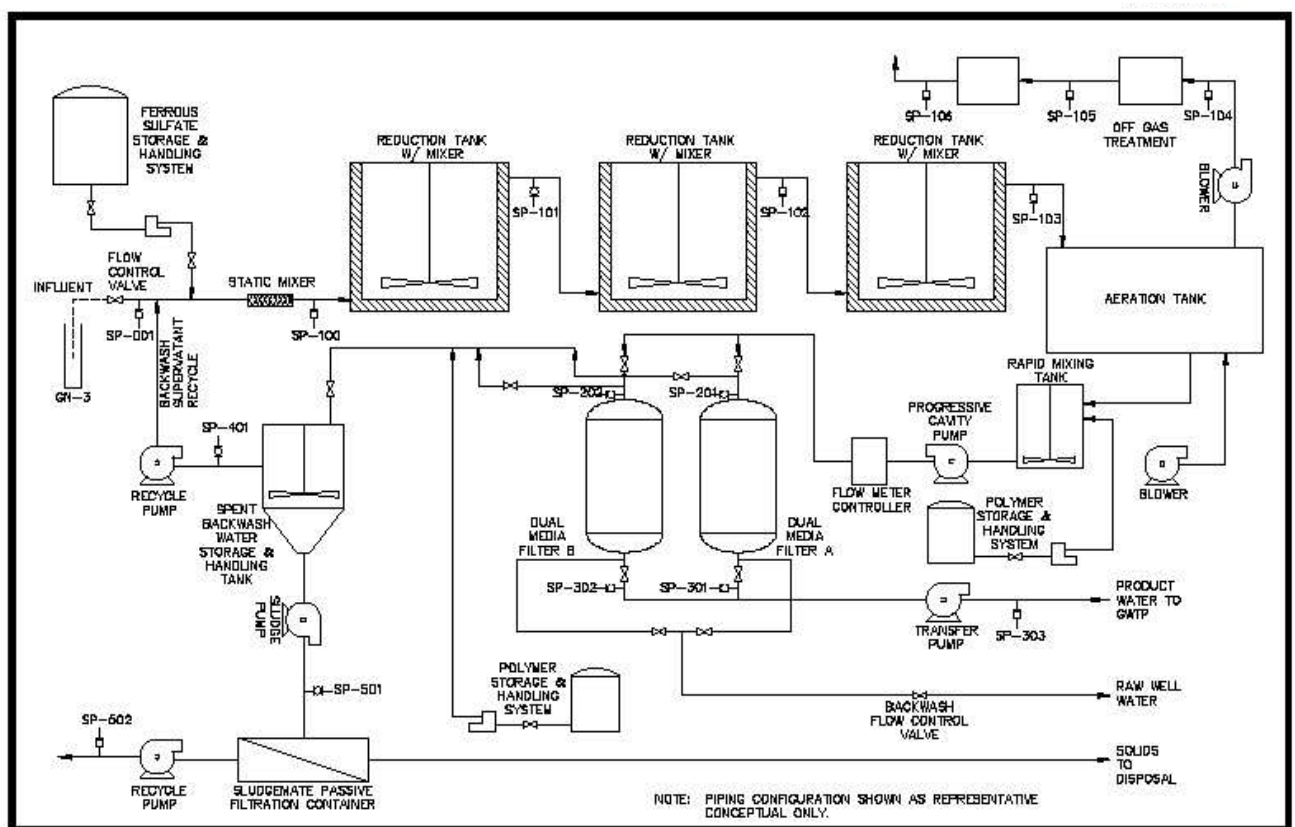 FERROUS
SULFATE
STORAGE &
HANDLING
SYSTEM
REDUCTION TANK
W/ MIXER
REDUCTION TANK
W/ MIXER
REDUCTION TANK
W/ MIXER
SP-106
SP-105
SP-104
OFF GAS
TREATMENT
BLOWER
SP-101
SP-102
SP-103
FLOW
CONTROL
VALVE
INFLUENT
STATIC MIXER
SP-001
SP-100
AERATION TANK
GN-3
BACKWASH
SUPERVATANT
RECYCLE
SP-202
SP-201
RAPID MIXING
TANK
PROGRESSIVE
CAVITY
PUMP
SP-401
RECYCLE
PUMP
SPENT
BACKWASH
WATER
STORAGE &
HANDLING
TANK
FLOW METER
CONTROLLER
POLYMER
STORAGE &
HANDLING
SYSTEM
BLOWER
DUAL
MEDIA
FILTER B
DUAL
MEDIA
FILTER A
SP-302
SP-301
PRODUCT
WATER TO
GWTP
TRANSFER
PUMP
SP-303
SLUDGE
PUMP
POLYMER
STORAGE &
HANDLING
SYSTEM
SP-501
RAW WELL
WATER
BACKWASH
FLOW CONTROL
VALVE
SP-502
RECYCLE
PUMP
SLUDGEMATE PASSIVE
FILTRATION CONTAINER
SOLIDS
TO
DISPOSAL
NOTE: PIPING CONFIGURATION SHOWN AS REPRESENTATIVE
CONCEPTUAL ONLY.